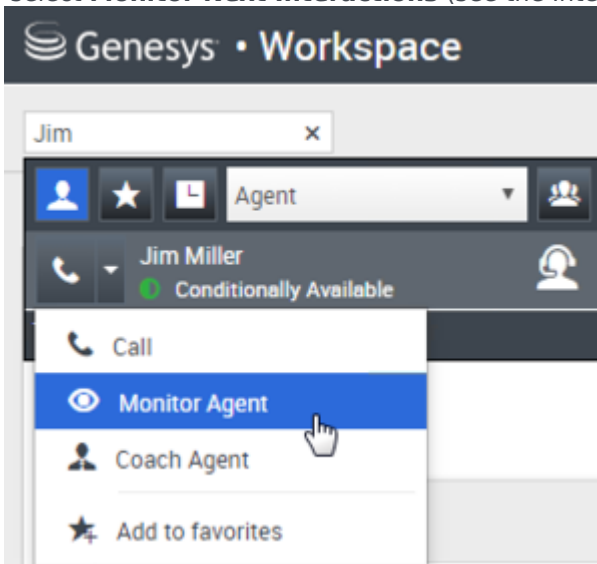 Genesys • Workspace
Jim ×
Agent
Jim Miller
Conditionally Available
Call
Monitor Agent
Coach Agent
Add to favorites